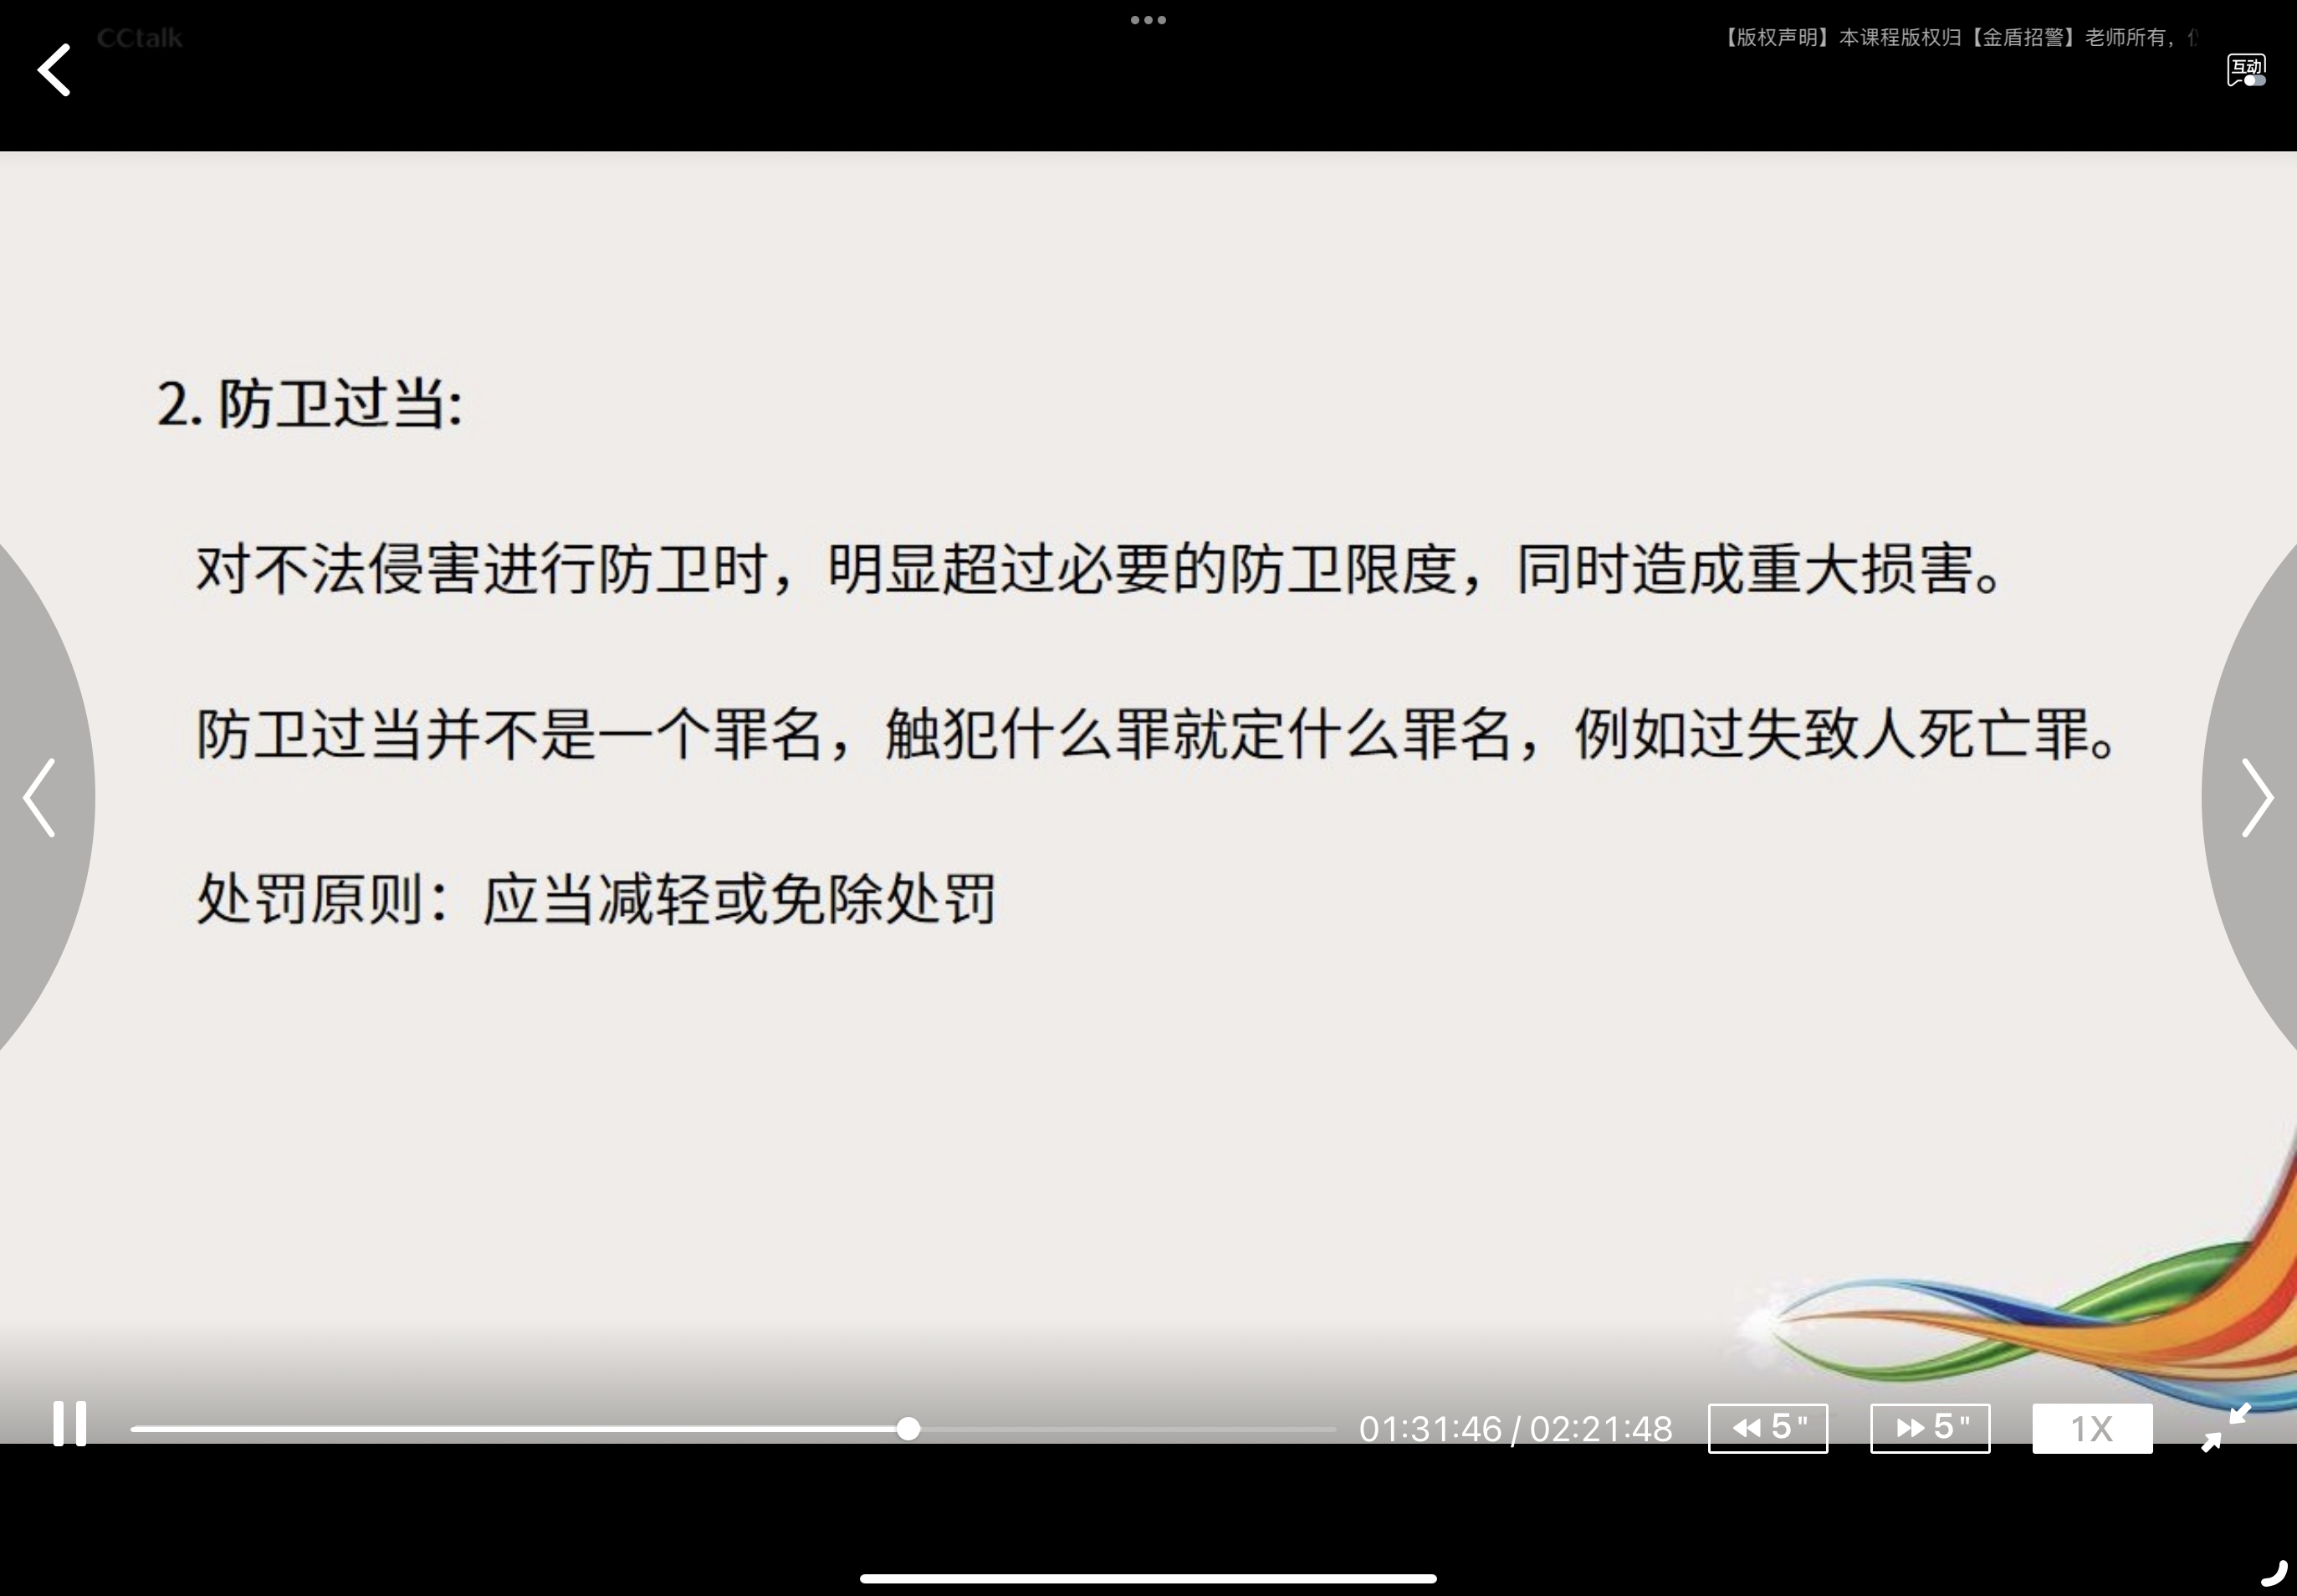 CCtalk
【版权声明】本课程版权归【金盾招警】老师所有，
互动
2. 防卫过当:
对不法侵害进行防卫时，明显超过必要的防卫限度，同时造成重大损害。
防卫过当并不是一个罪名，触犯什么罪就定什么罪名，例如过失致人死亡罪。
处罚原则：应当减轻或免除处罚
01:31:46 / 02:21:48
5"
5"
1X